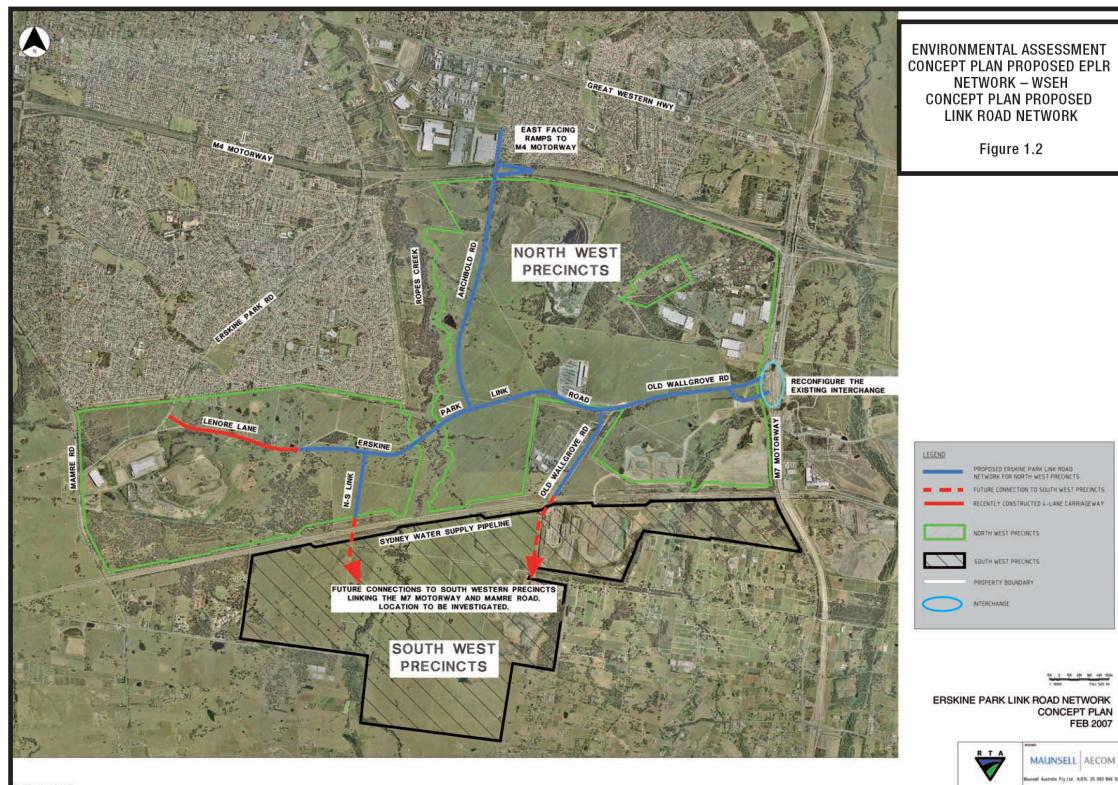 ENVIRONMENTAL ASSESSMENT
CONCEPT PLAN PROPOSED EPLR
NETWORK – WSEH
CONCEPT PLAN PROPOSED
LINK ROAD NETWORK
Figure 1.2
N
GREAT WESTERN HWY
EAST FACING
RAMPS TO
M4 MOTORWAY
M4 MOTORWAY
NORTH WEST
PRECINCTS
ARCHBOLD RD
ROPES CREEK
ERSKINE PARK RD
OLD WALLGROVE RD
RECONFIGURE THE
EXISTING INTERCHANGE
LENORE LANE
ERSKINE
PARK
LINK
ROAD
MAMRE RD
N-S LINK
OLD WALLGROVE RD
M7 MOTORWAY
SYDNEY WATER SUPPLY PIPELINE
FUTURE CONNECTIONS TO SOUTH WESTERN PRECINCTS
LINKING THE M7 MOTORWAY AND MAMRE ROAD.
LOCATION TO BE INVESTIGATED.
SOUTH WEST
PRECINCTS
LEGEND
PROPOSED ERSKINE PARK LINK ROAD
NETWORK FOR NORTH WEST PRECINCTS
FUTURE CONNECTION TO SOUTH WEST PRECINCTS
RECENTLY CONSTRUCTED 4-LANE CARRIAGEWAY
NORTH WEST PRECINCTS
SOUTH WEST PRECINCTS
PROPERTY BOUNDARY
INTERCHANGE
ERSKINE PARK LINK ROAD NETWORK
CONCEPT PLAN
FEB 2007
RTA
MAUNSELL | AECOM
Maunsell Australia Pty Ltd